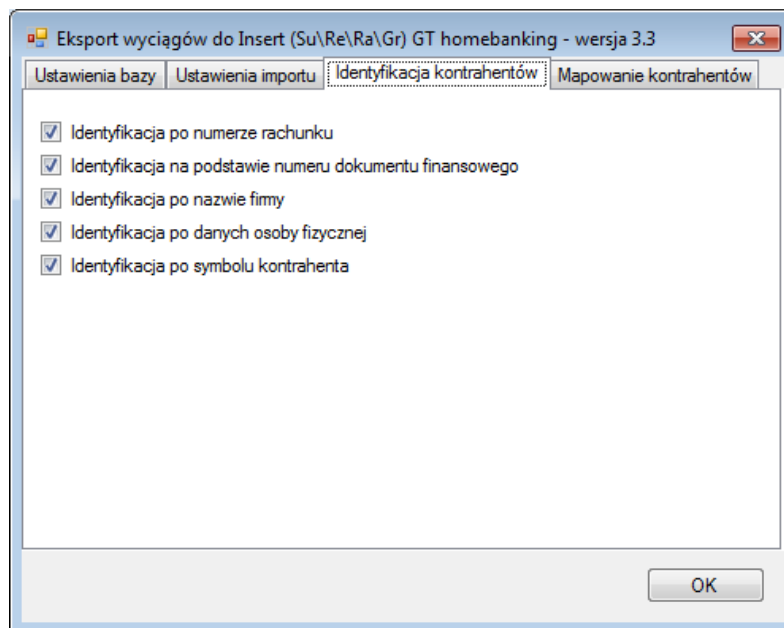 Eksport wyciągów do Insert (Su\Re\Ra\Gr) GT homebanking - wersja 3.3
Ustawienia bazy Ustawienia importu Identyfikacja kontrahentów Mapowanie kontrahentów
Identyfikacja po numerze rachunku
Identyfikacja na podstawie numeru dokumentu finansowego
Identyfikacja po nazwie firmy
Identyfikacja po danych osoby fizycznej
Identyfikacja po symbolu kontrahenta
OK